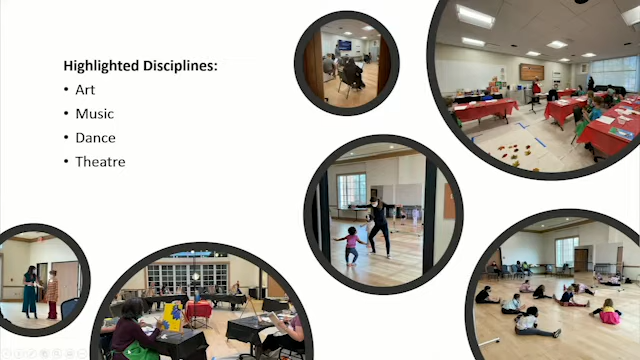 Highlighted Disciplines:
• Art
• Music
• Dance
• Theatre